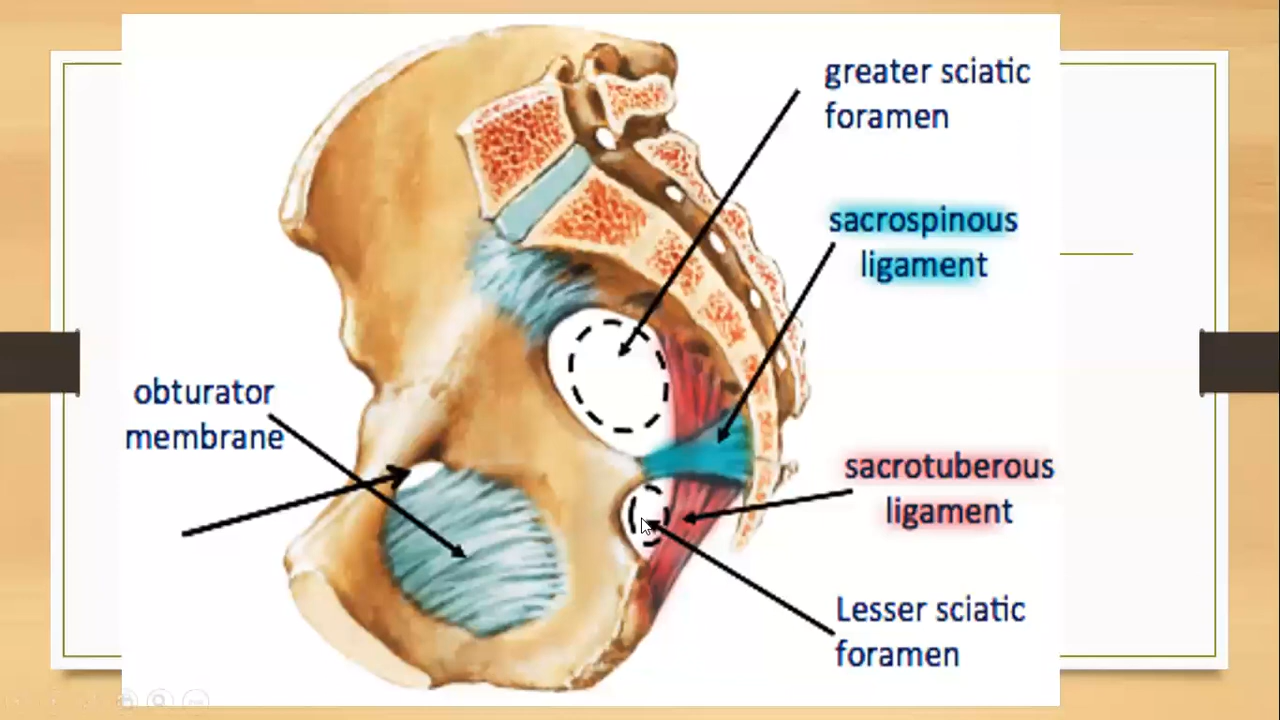 greater sciatic
foramen
sacrospinous
ligament
obturator
membrane
sacrotuberous
ligament
Lesser sciatic
foramen